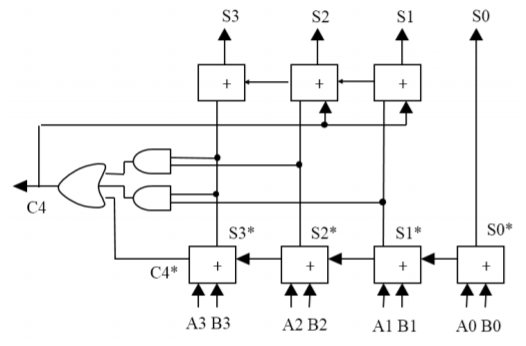 S3 S2 S1 S0
+ + +
C4
S3* S2* S1* S0*
C4* + + + +
A3 B3 A2 B2 A1 B1 A0 B0